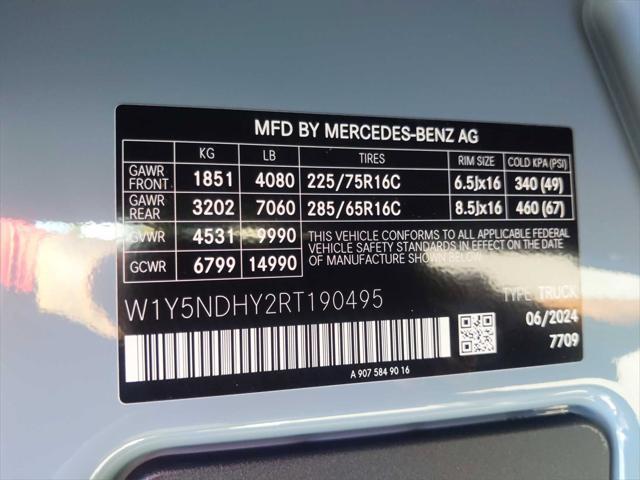 MFD BY MERCEDES-BENZ AG
KG LB TIRES RIM SIZE COLD KPA (PSI)
GAWR FRONT 1851 4080 225/75R16C 6.5Jx16 340 (49)
GAWR REAR 3202 7060 285/65R16C 8.5Jx16 460 (67)
GVWR 4531 9990
GCWR 6799 14990
THIS VEHICLE CONFORMS TO ALL APPLICABLE FEDERAL
VEHICLE SAFETY STANDARDS IN EFFECT ON THE DATE
OF MANUFACTURE SHOWN BELOW.
W1Y5NDHY2RT190495
TYPE: TRUCK
06/2024
7709
A 907 584 90 16